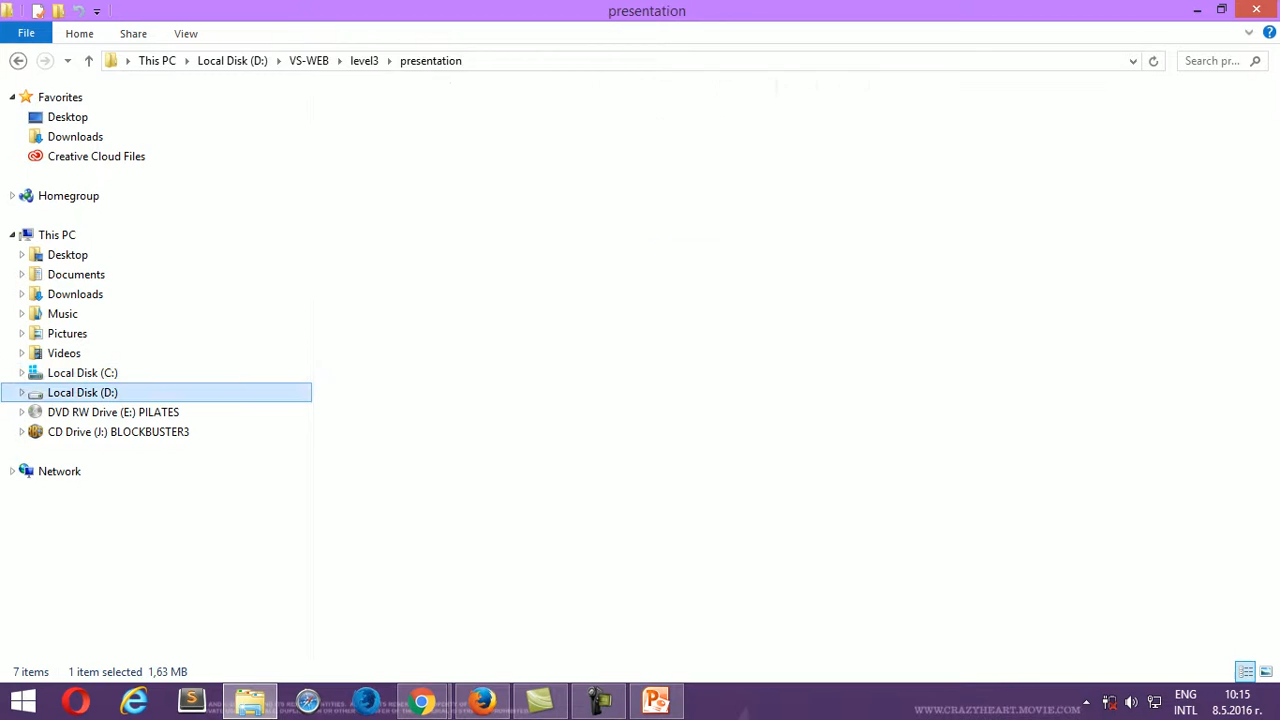 presentation
File Home Share View
This PC Local Disk (D:) VS-WEB level3 presentation
Search pr...
Favorites
Desktop
Downloads
Creative Cloud Files
Homegroup
This PC
Desktop
Documents
Downloads
Music
Pictures
Videos
Local Disk (C:)
Local Disk (D:)
DVD RW Drive (E:) PILATES
CD Drive (J:) BLOCKBUSTER3
Network
7 items 1 item selected 1,63 MB
WWW.CRAZYHEART.MOVIE.COM
ENG 10:15
INTL 8.5.2016 г.